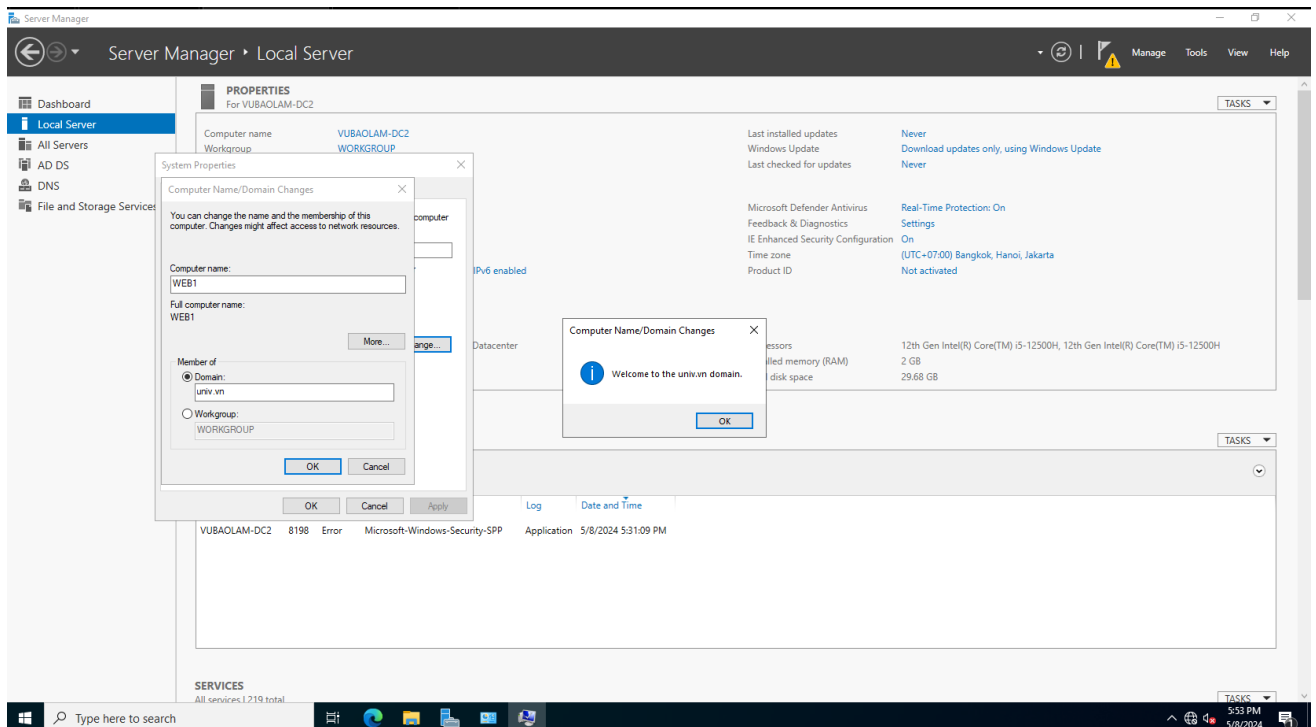 Server Manager
Server Manager • Local Server
Manage Tools View Help
Dashboard
Local Server
All Servers
AD DS
DNS
File and Storage Services
PROPERTIES
For VUBAOLAM-DC2
TASKS
Computer name VUBAOLAM-DC2
Workgroup WORKGROUP
Last installed updates Never
Windows Update Download updates only, using Windows Update
Last checked for updates Never
Microsoft Defender Antivirus Real-Time Protection: On
Feedback & Diagnostics Settings
IE Enhanced Security Configuration On
Time zone (UTC+07:00) Bangkok, Hanoi, Jakarta
Product ID Not activated
IPv6 enabled
Datacenter
12th Gen Intel(R) Core(TM) i5-12500H, 12th Gen Intel(R) Core(TM) i5-12500H
2 GB
disk space 29.68 GB
memory (RAM)
System Properties
computer
Computer Name/Domain Changes
You can change the name and the membership of this
computer. Changes might affect access to network resources.
Computer name:
WEB1
Full computer name:
WEB1
More...
ange...
Member of
Domain:
univ.vn
Workgroup:
WORKGROUP
OK Cancel
OK Cancel Apply
Computer Name/Domain Changes
Welcome to the univ.vn domain.
OK
TASKS
Log Date and Time
VUBAOLAM-DC2 8198 Error Microsoft-Windows-Security-SPP Application 5/8/2024 5:31:09 PM
SERVICES
All services | 219 total
TASKS
Type here to search
5:53 PM
5/8/2024